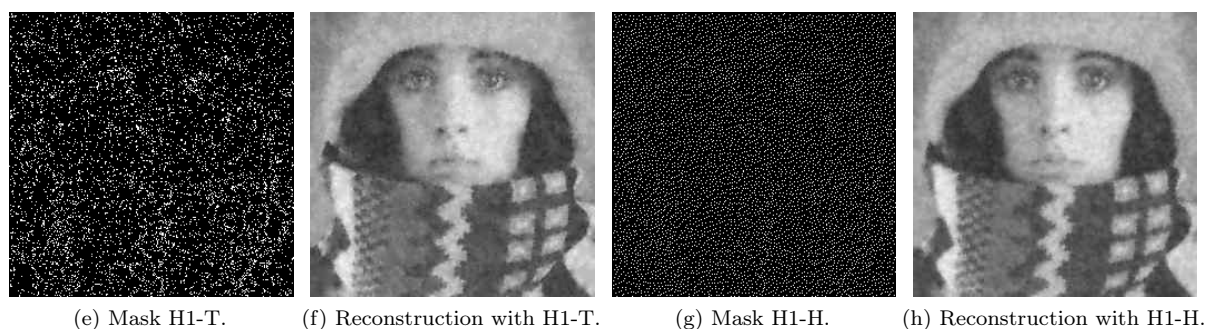 (e) Mask H1-T. (f) Reconstruction with H1-T. (g) Mask H1-H. (h) Reconstruction with H1-H.